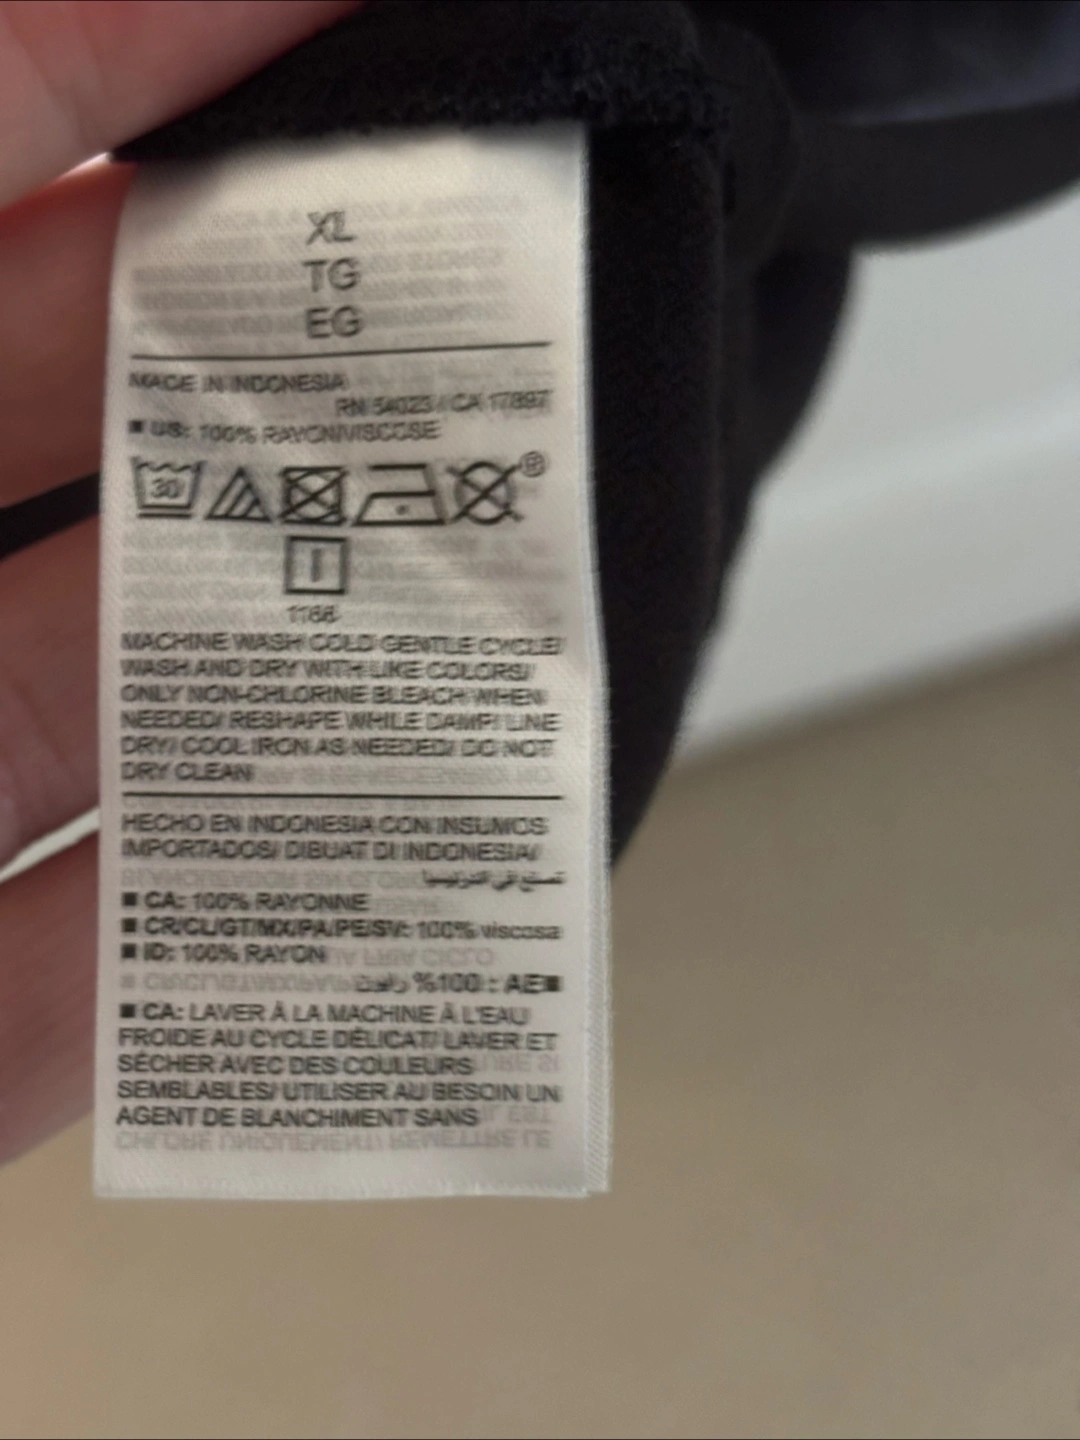 XL
TG
EG
MADE IN INDONESIA
RN 54023 / CA 17897
■ US: 100% RAYON/VISCOSE
30
®
1166
MACHINE WASH COLD GENTLE CYCLE/
WASH AND DRY WITH LIKE COLORS/
ONLY NON-CHLORINE BLEACH WHEN
NEEDED/ RESHAPE WHILE DAMP/ LINE
DRY/ COOL IRON AS NEEDED/ DO NOT
DRY CLEAN
HECHO EN INDONESIA CON INSUMOS
IMPORTADOS/ DIBUAT DI INDONESIA/
■ CA: 100% RAYONNE
■ CR/CL/GT/MX/PA/PE/SV: 100% viscosa
■ ID: 100% RAYON
■AE : 100%
■ CA: LAVER À LA MACHINE À L'EAU
FROIDE AU CYCLE DÉLICAT/ LAVER ET
SÉCHER AVEC DES COULEURS
SEMBLABLES/ UTILISER AU BESOIN UN
AGENT DE BLANCHIMENT SANS